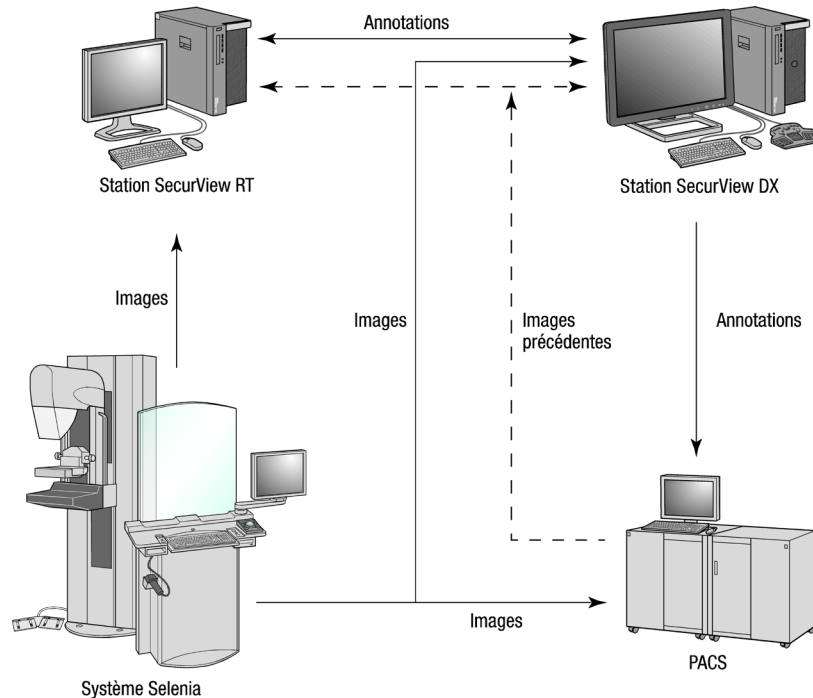 Annotations
Station SecurView RT
Station SecurView DX
Images
Images
Images
précédentes
Annotations
Images
PACS
Système Selenia